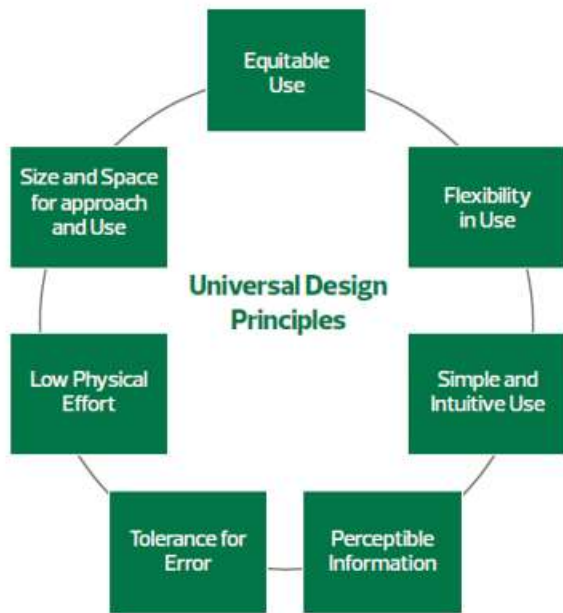 Equitable
Use
Flexibility
in Use
Simple and
Intuitive Use
Perceptible
Information
Tolerance for
Error
Low Physical
Effort
Size and Space
for approach
and Use
Universal Design
Principles